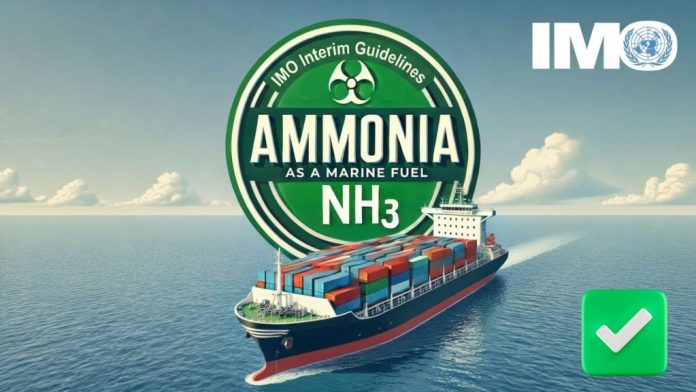 IMO
IMO Interim Guidelines
AMMONIA
AS A MARINE FUEL
NH3